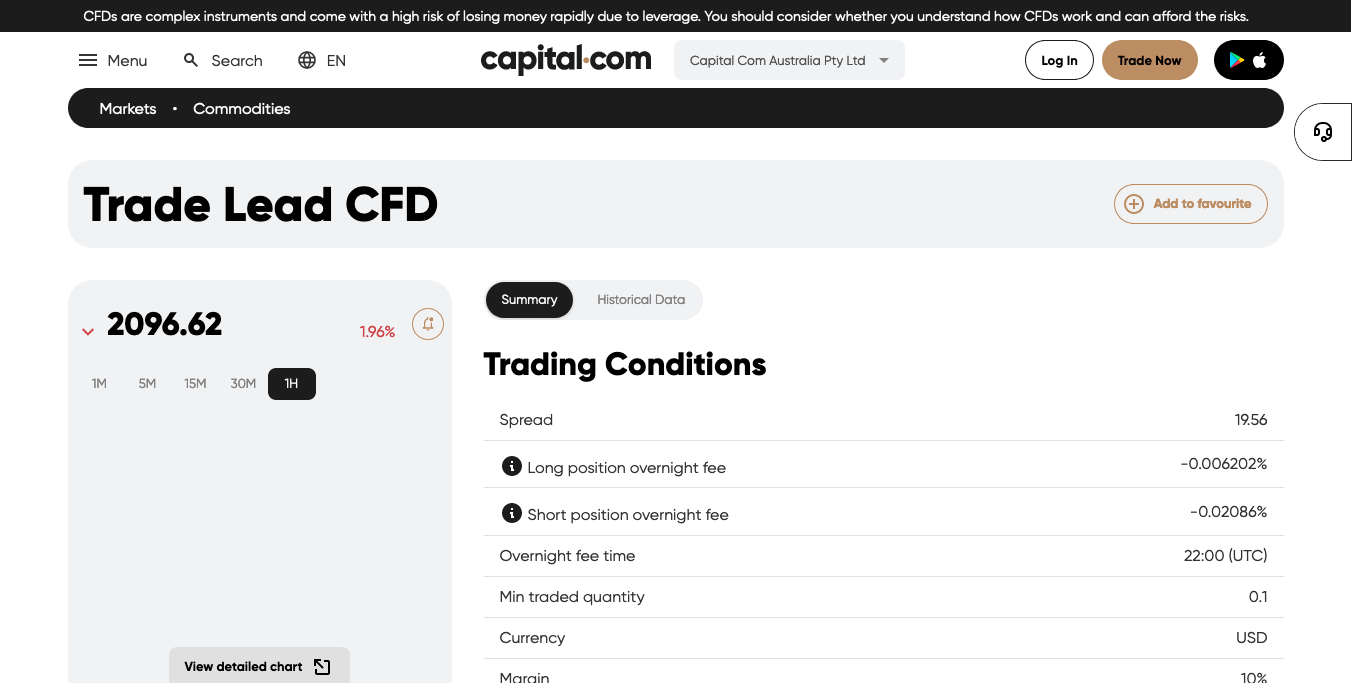 CFDs are complex instruments and come with a high risk of losing money rapidly due to leverage. You should consider whether you understand how CFDs work and can afford the risks.
Menu Search EN capital.com Capital Com Australia Pty Ltd Log In Trade Now
Markets • Commodities
Trade Lead CFD
Add to favourite
2096.62
1.96%
1M 5M 15M 30M 1H
View detailed chart
Summary Historical Data
Trading Conditions
Spread 19.56
Long position overnight fee -0.006202%
Short position overnight fee -0.02086%
Overnight fee time 22:00 (UTC)
Min traded quantity 0.1
Currency USD
Margin 10%